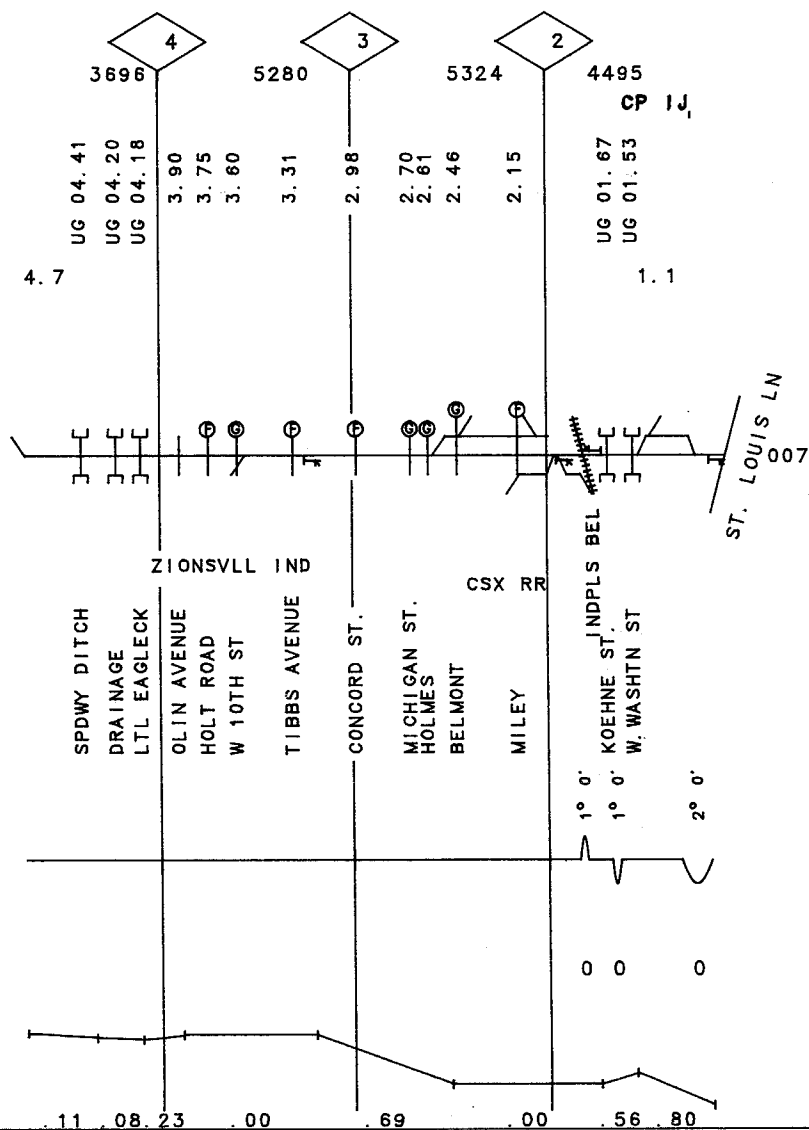 4 3 2
3696 5280 5324 4495
CP IJ
UG 04.41
UG 04.20
UG 04.18
3.90
3.75
3.60
3.31
2.98
2.70
2.61
2.46
2.15
UG 01.67
UG 01.53
4.7 1.1
F G F F G G G F
ST. LOUIS LN
007
ZIONSVLL IND
CSX RR
INDPLS BEL
SPDWY DITCH
DRAINAGE
LTL EAGLECK
OLIN AVENUE
HOLT ROAD
W 10TH ST
TIBBS AVENUE
CONCORD ST.
MICHIGAN ST.
HOLMES
BELMONT
MILEY
KOEHNE ST.
W. WASHTN ST
1° 0'
1° 0'
2° 0'
0 0 0
.11 .08 .23 .00 .69 .00 .56 .80